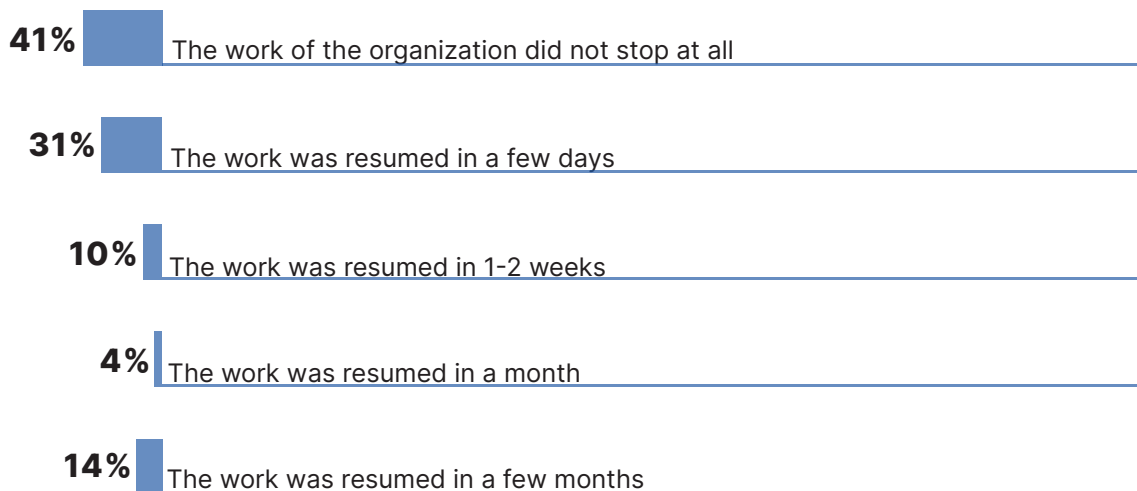 41% The work of the organization did not stop at all
31% The work was resumed in a few days
10% The work was resumed in 1-2 weeks
4% The work was resumed in a month
14% The work was resumed in a few months